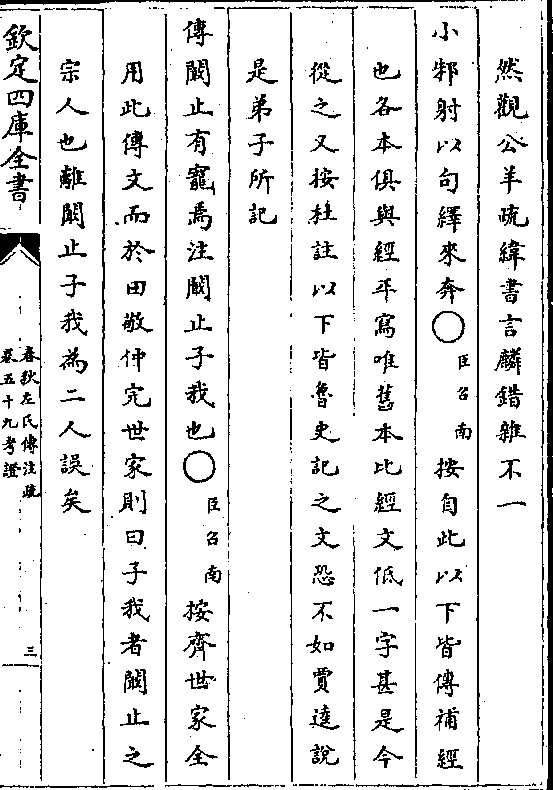 然觀公羊疏緯書言麟錯雜不一
小邾射以句繹來奔○臣召南按自此以下皆傳補經
也各本俱與經平寫唯舊本比經文低一字甚是今
從之又按杜註以下皆魯史記之文恐不如賈逵說
是弟子所記
傳闞止有寵焉注闞止子我也○臣召南按齊世家全
用此傳文而於田敬仲完世家則曰子我者闞止之
宗人也離闞止子我為二人誤矣
欽定四庫全書
春秋左氏傳注疏
卷五十九考證
三